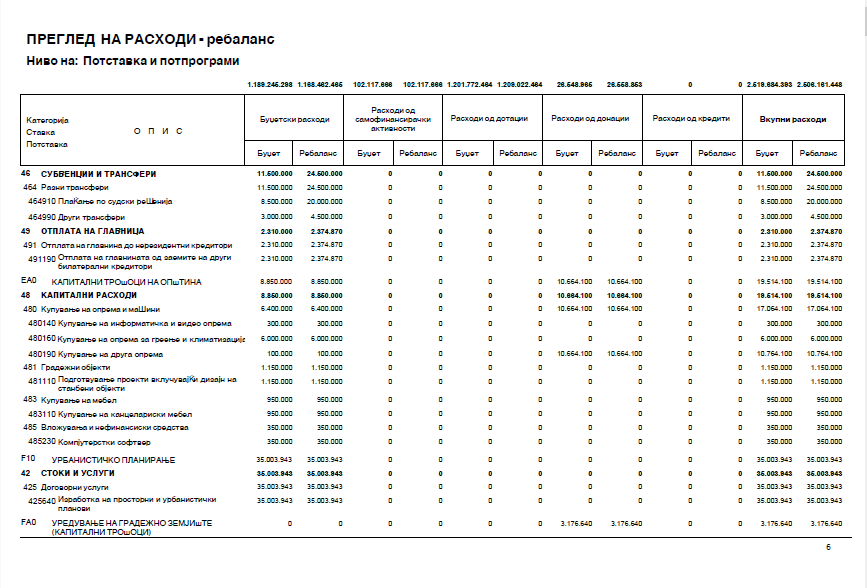 ПРЕГЛЕД НА РАСХОДИ - ребаланс
Ниво на: Потставка и потпрограми
1.189.245.298 1.168.462.465 102.117.666 102.117.666 1.201.772.464 1.209.022.464 26.548.965 26.558.853 0 0 2.519.684.393 2.506.161.448
Категорија
Ставка
Потставка
О П И С
Буџетски расходи
Расходи од самофинансирачки активности
Расходи од дотации
Расходи од донации
Расходи од кредити
Вкупни расходи
Буџет Ребаланс Буџет Ребаланс Буџет Ребаланс Буџет Ребаланс Буџет Ребаланс Буџет Ребаланс
46 СУБВЕНЦИИ И ТРАНСФЕРИ 11.500.000 24.500.000 0 0 0 0 0 0 0 0 11.500.000 24.500.000
464 Разни трансфери 11.500.000 24.500.000 0 0 0 0 0 0 0 0 11.500.000 24.500.000
464910 ПлаЌање по судски реШенија 8.500.000 20.000.000 0 0 0 0 0 0 0 0 8.500.000 20.000.000
464990 Други трансфери 3.000.000 4.500.000 0 0 0 0 0 0 0 0 3.000.000 4.500.000
49 ОТПЛАТА НА ГЛАВНИЦА 2.310.000 2.374.870 0 0 0 0 0 0 0 0 2.310.000 2.374.870
491 Отплата на главнина до нерезидентни кредитори 2.310.000 2.374.870 0 0 0 0 0 0 0 0 2.310.000 2.374.870
491190 Отплата на главнината од заемите на други 2.310.000 2.374.870 0 0 0 0 0 0 0 0 2.310.000 2.374.870
билатерални кредитори
EA0 КАПИТАЛНИ ТРОшОЦИ НА ОПшТИНА 8.850.000 8.850.000 0 0 0 0 10.664.100 10.664.100 0 0 19.514.100 19.514.100
48 КАПИТАЛНИ РАСХОДИ 8.850.000 8.850.000 0 0 0 0 10.664.100 10.664.100 0 0 19.514.100 19.514.100
480 Купување на опрема и маШини 6.400.000 6.400.000 0 0 0 0 10.664.100 10.664.100 0 0 17.064.100 17.064.100
480140 Купување на информатичка и видео опрема 300.000 300.000 0 0 0 0 0 0 0 0 300.000 300.000
480160 Купување на опрема за греење и климатизација 6.000.000 6.000.000 0 0 0 0 0 0 0 0 6.000.000 6.000.000
480190 Купување на друга опрема 100.000 100.000 0 0 0 0 10.664.100 10.664.100 0 0 10.764.100 10.764.100
481 Градежни објекти 1.150.000 1.150.000 0 0 0 0 0 0 0 0 1.150.000 1.150.000
481110 Подготвување проекти вклучувајЌи дизајн на 1.150.000 1.150.000 0 0 0 0 0 0 0 0 1.150.000 1.150.000
станбени објекти
483 Купување на мебел 950.000 950.000 0 0 0 0 0 0 0 0 950.000 950.000
483110 Купување на канцелариски мебел 950.000 950.000 0 0 0 0 0 0 0 0 950.000 950.000
485 Вложувања и нефинансиски средства 350.000 350.000 0 0 0 0 0 0 0 0 350.000 350.000
485230 Компјутерстки софтвер 350.000 350.000 0 0 0 0 0 0 0 0 350.000 350.000
F10 УРБАНИСТИЧКО ПЛАНИРАЊЕ 35.003.943 35.003.943 0 0 0 0 0 0 0 0 35.003.943 35.003.943
42 СТОКИ И УСЛУГИ 35.003.943 35.003.943 0 0 0 0 0 0 0 0 35.003.943 35.003.943
425 Договорни услуги 35.003.943 35.003.943 0 0 0 0 0 0 0 0 35.003.943 35.003.943
425640 Изработка на просторни и урбанистички 35.003.943 35.003.943 0 0 0 0 0 0 0 0 35.003.943 35.003.943
планови
FA0 УРЕДУВАЊЕ НА ГРАДЕЖНО ЗЕМЈИшТЕ 0 0 0 0 0 0 3.176.640 3.176.640 0 0 3.176.640 3.176.640
(КАПИТАЛНИ ТРОшОЦИ)
6